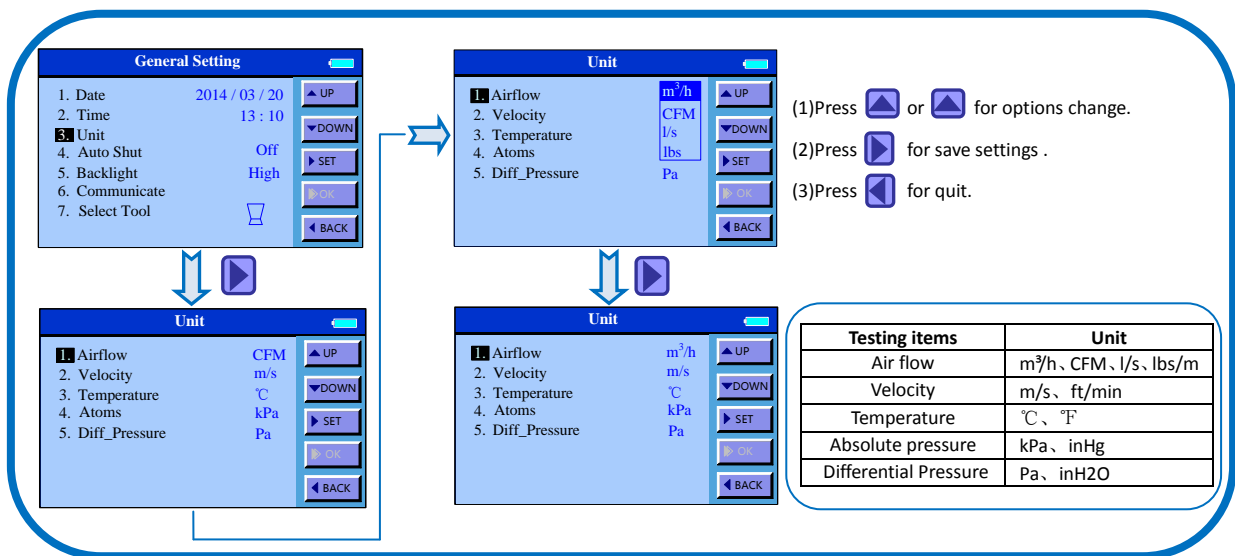 General Setting
1. Date 2014 / 03 / 20
2. Time 13 : 10
3. Unit
4. Auto Shut Off
5. Backlight High
6. Communicate
7. Select Tool
UP
DOWN
SET
OK
BACK
Unit
1. Airflow m³/h
2. Velocity CFM
3. Temperature l/s
4. Atoms lbs
5. Diff_Pressure Pa
UP
DOWN
SET
OK
BACK
(1)Press or for options change.
(2)Press for save settings .
(3)Press for quit.
Unit
1. Airflow CFM
2. Velocity m/s
3. Temperature ℃
4. Atoms kPa
5. Diff_Pressure Pa
UP
DOWN
SET
OK
BACK
Unit
1. Airflow m³/h
2. Velocity m/s
3. Temperature ℃
4. Atoms kPa
5. Diff_Pressure Pa
UP
DOWN
SET
OK
BACK
Testing items Unit
Air flow m³/h、CFM、l/s、lbs/m
Velocity m/s、ft/min
Temperature ℃、℉
Absolute pressure kPa、inHg
Differential Pressure Pa、inH2O